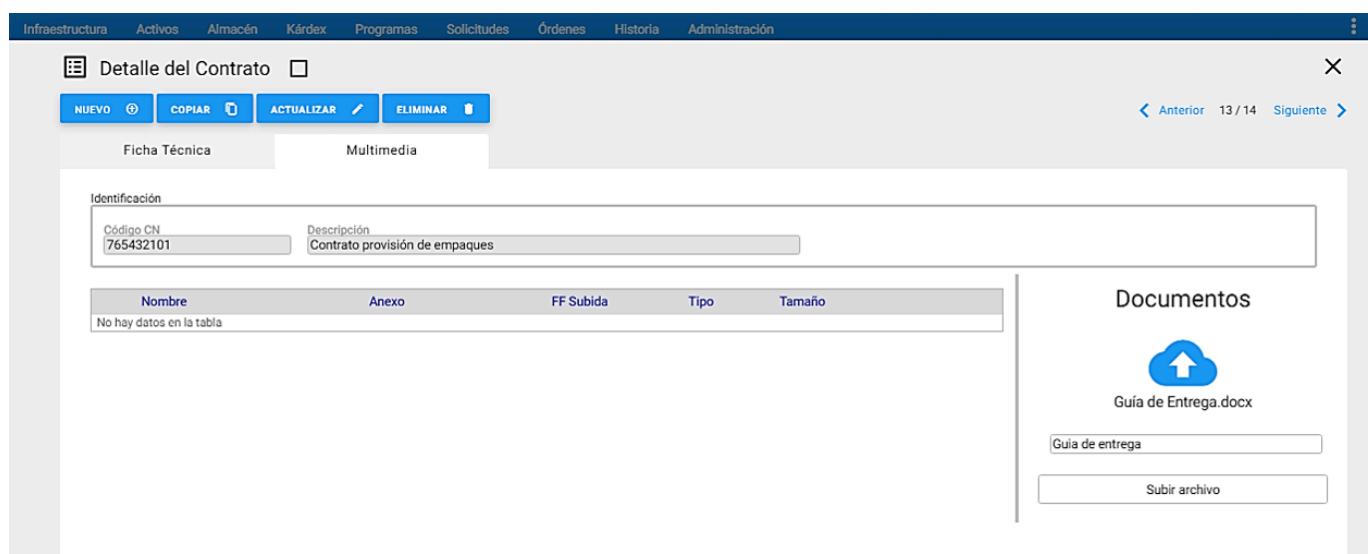 Infraestructura Activos Almacén Kárdex Programas Solicitudes Órdenes Historia Administración
Detalle del Contrato
NUEVO COPIAR ACTUALIZAR ELIMINAR Anterior 13 / 14 Siguiente
Ficha Técnica Multimedia
Identificación
Código CN Descripción
765432101 Contrato provisión de empaques
Nombre Anexo FF Subida Tipo Tamaño
No hay datos en la tabla
Documentos
Guía de Entrega.docx
Guia de entrega
Subir archivo